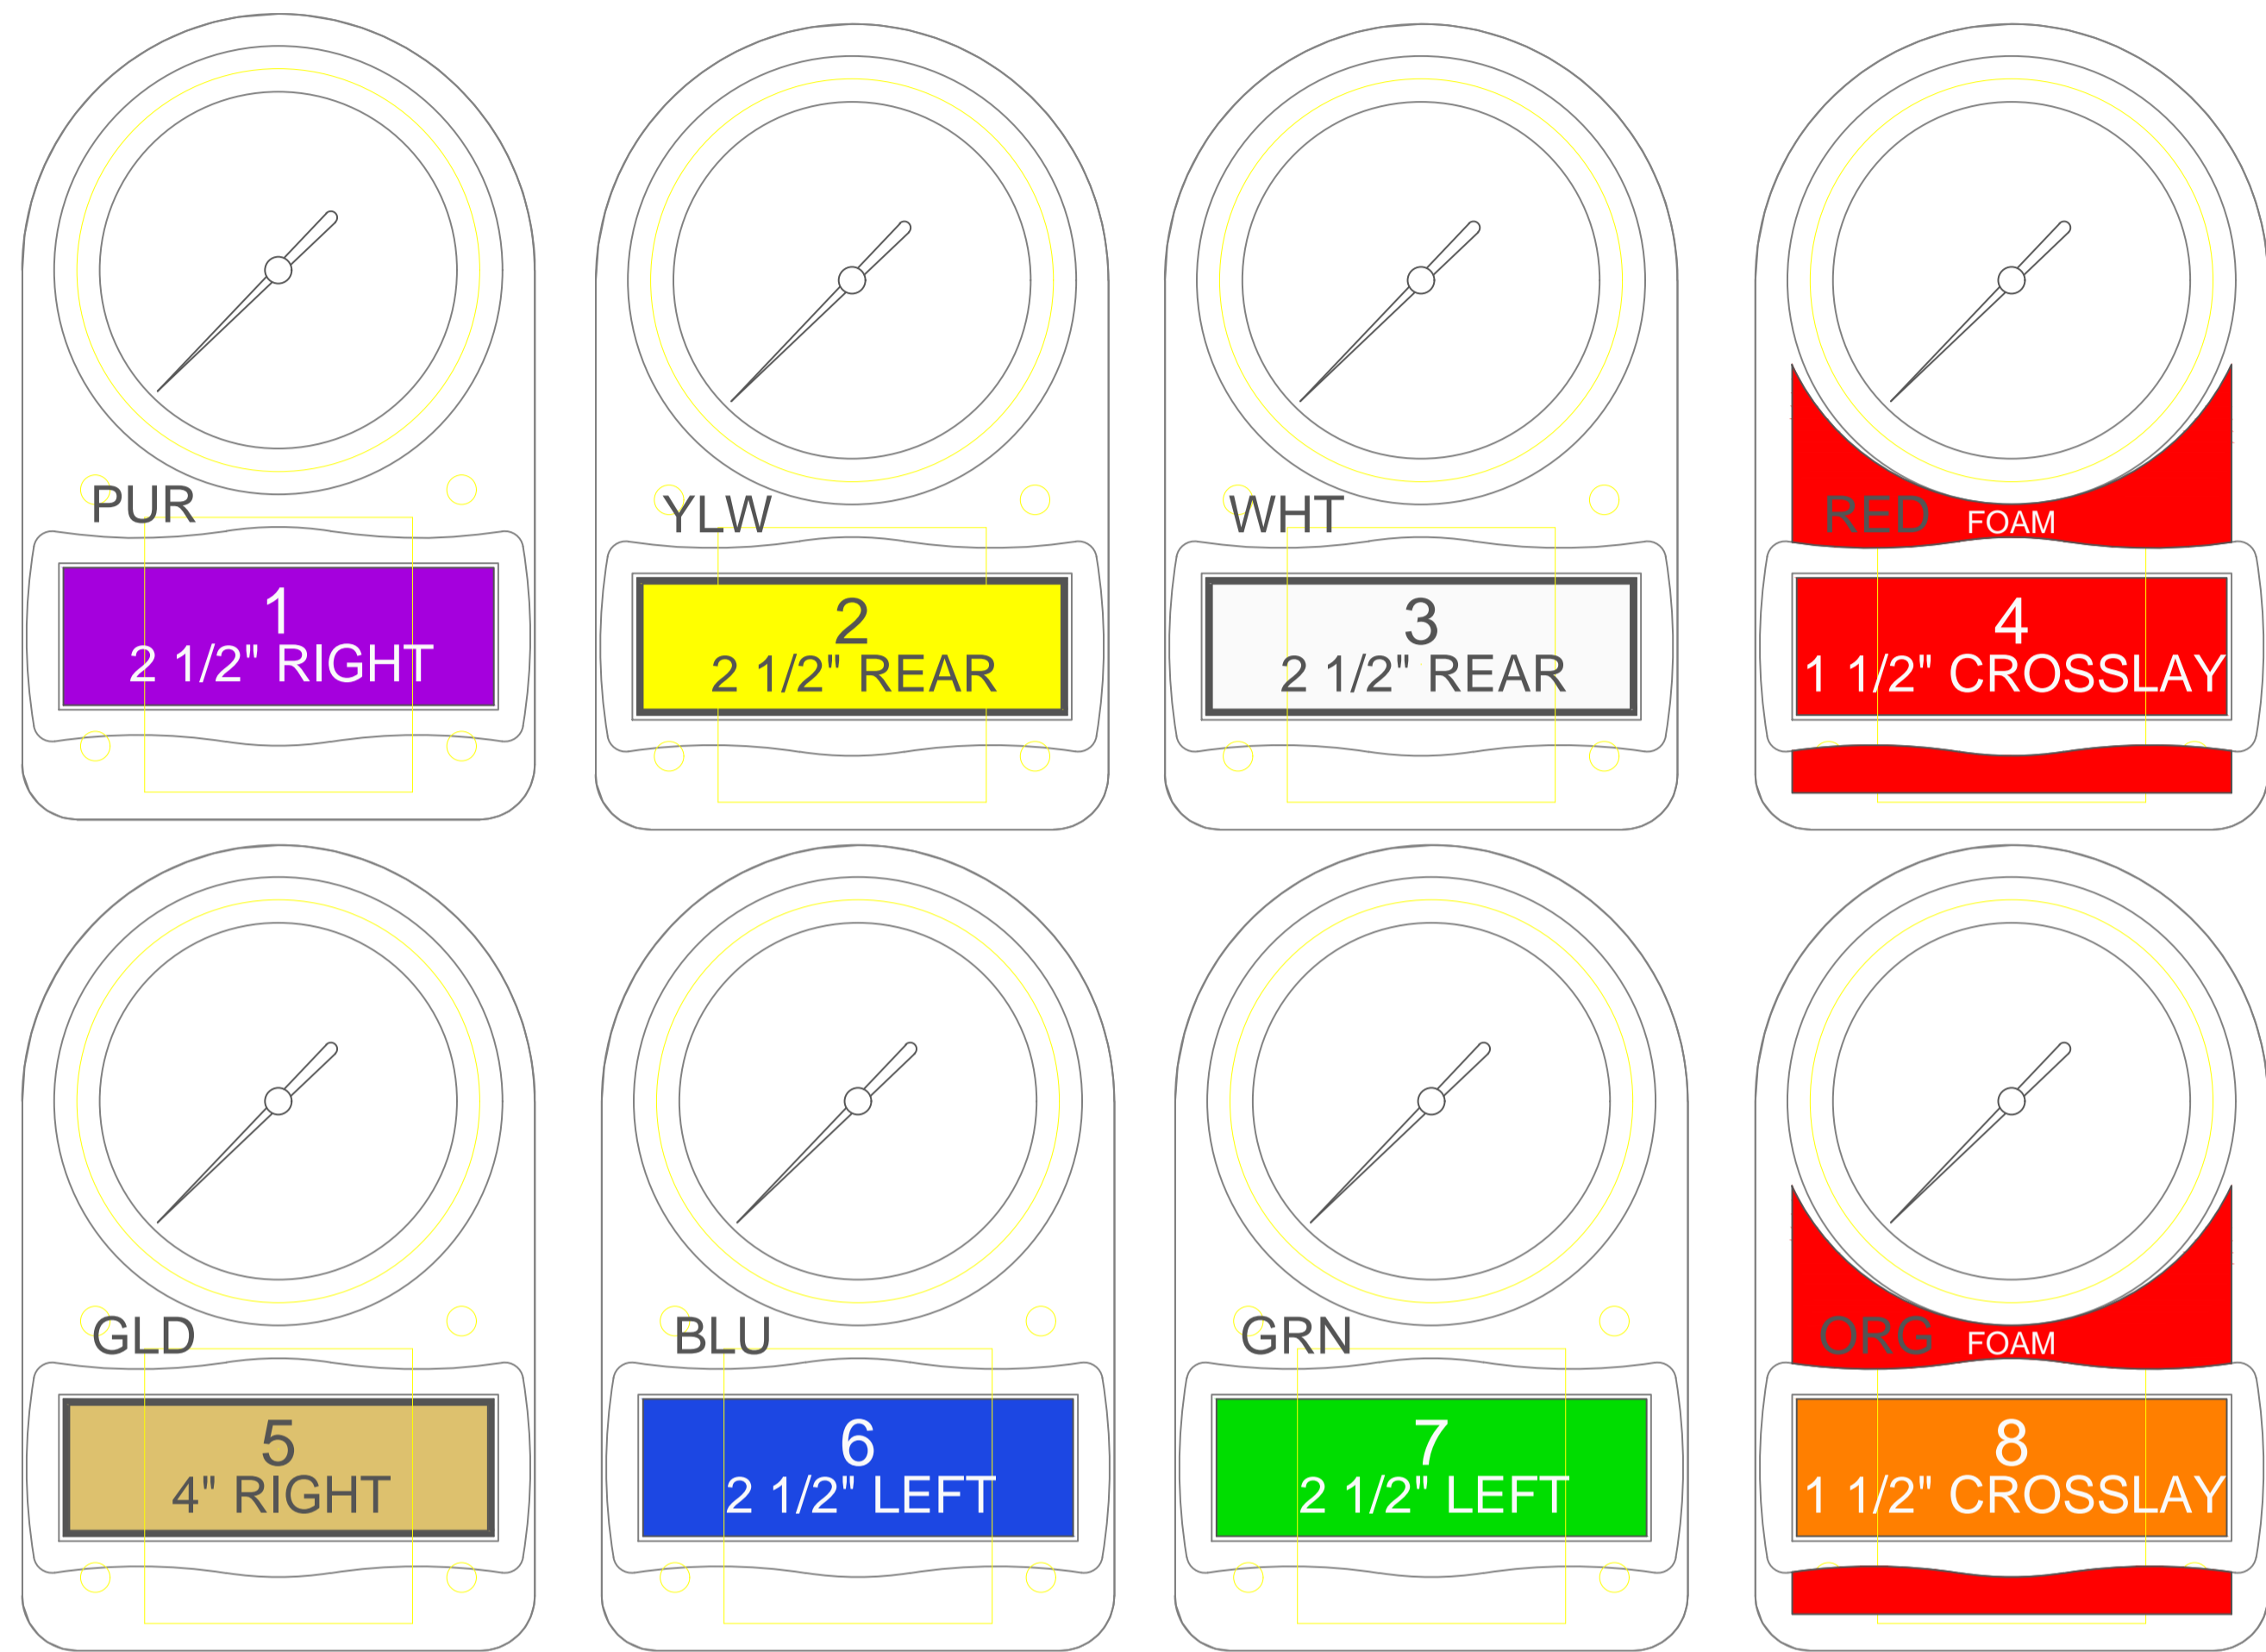 PUR
1
2 1/2" RIGHT
YLW
2
2 1/2" REAR
WHT
3
2 1/2" REAR
RED FOAM
4
1 1/2" CROSSLAY
GLD
5
4" RIGHT
BLU
6
2 1/2" LEFT
GRN
7
2 1/2" LEFT
ORG FOAM
8
1 1/2" CROSSLAY